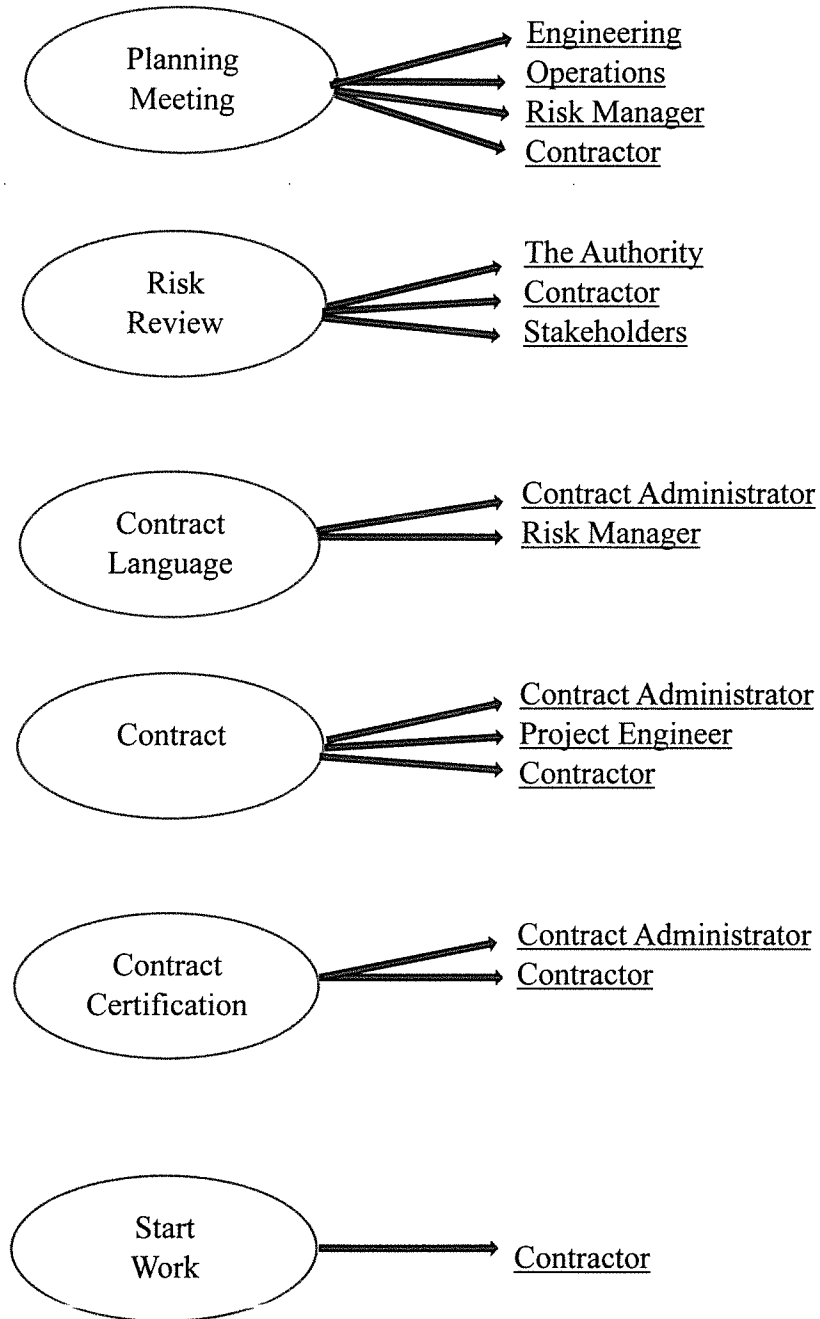 Planning
Meeting
Engineering
Operations
Risk Manager
Contractor
Risk
Review
The Authority
Contractor
Stakeholders
Contract
Language
Contract Administrator
Risk Manager
Contract
Contract Administrator
Project Engineer
Contractor
Contract
Certification
Contract Administrator
Contractor
Start
Work
Contractor